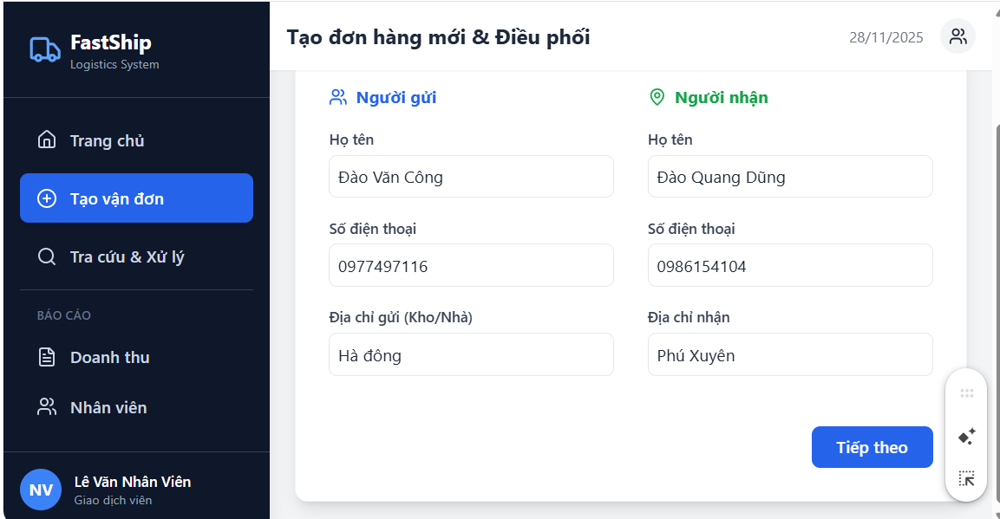 FastShip
Logistics System
Trang chủ
Tạo vận đơn
Tra cứu & Xử lý
BÁO CÁO
Doanh thu
Nhân viên
NV
Lê Văn Nhân Viên
Giao dịch viên
Tạo đơn hàng mới & Điều phối
28/11/2025
Người gửi
Họ tên
Đào Văn Công
Số điện thoại
0977497116
Địa chỉ gửi (Kho/Nhà)
Hà đông
Người nhận
Họ tên
Đào Quang Dũng
Số điện thoại
0986154104
Địa chỉ nhận
Phú Xuyên
Tiếp theo